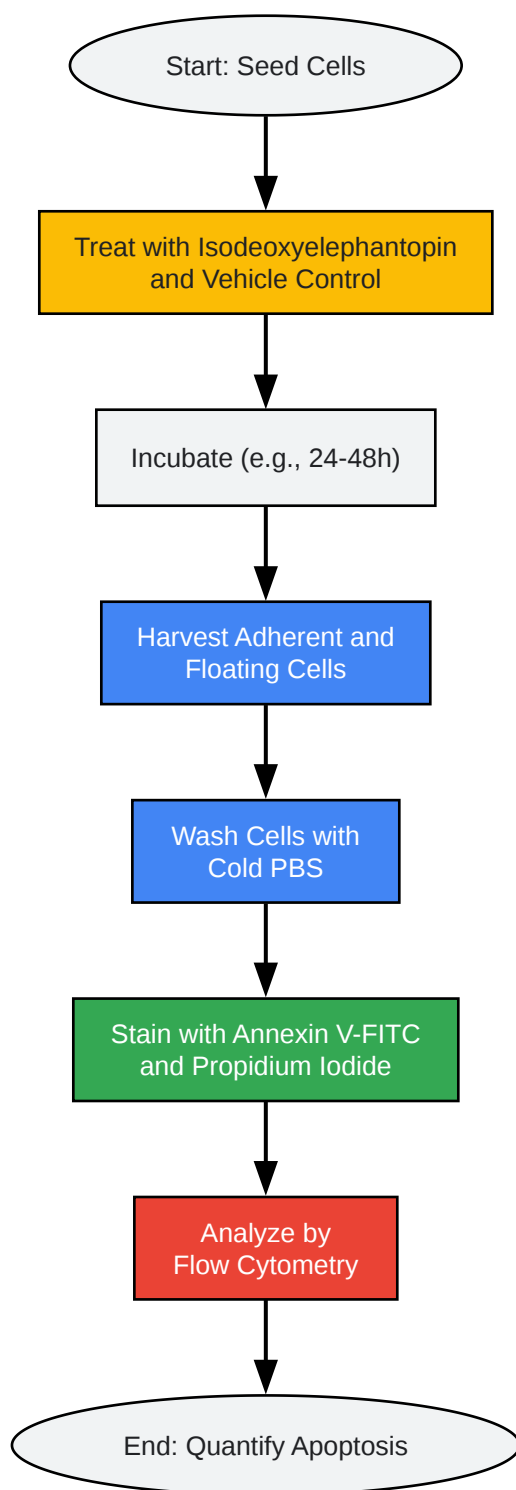 Start: Seed Cells
Treat with Isodeoxyelephantopin
and Vehicle Control
Incubate (e.g., 24-48h)
Harvest Adherent and
Floating Cells
Wash Cells with
Cold PBS
Stain with Annexin V-FITC
and Propidium Iodide
Analyze by
Flow Cytometry
End: Quantify Apoptosis